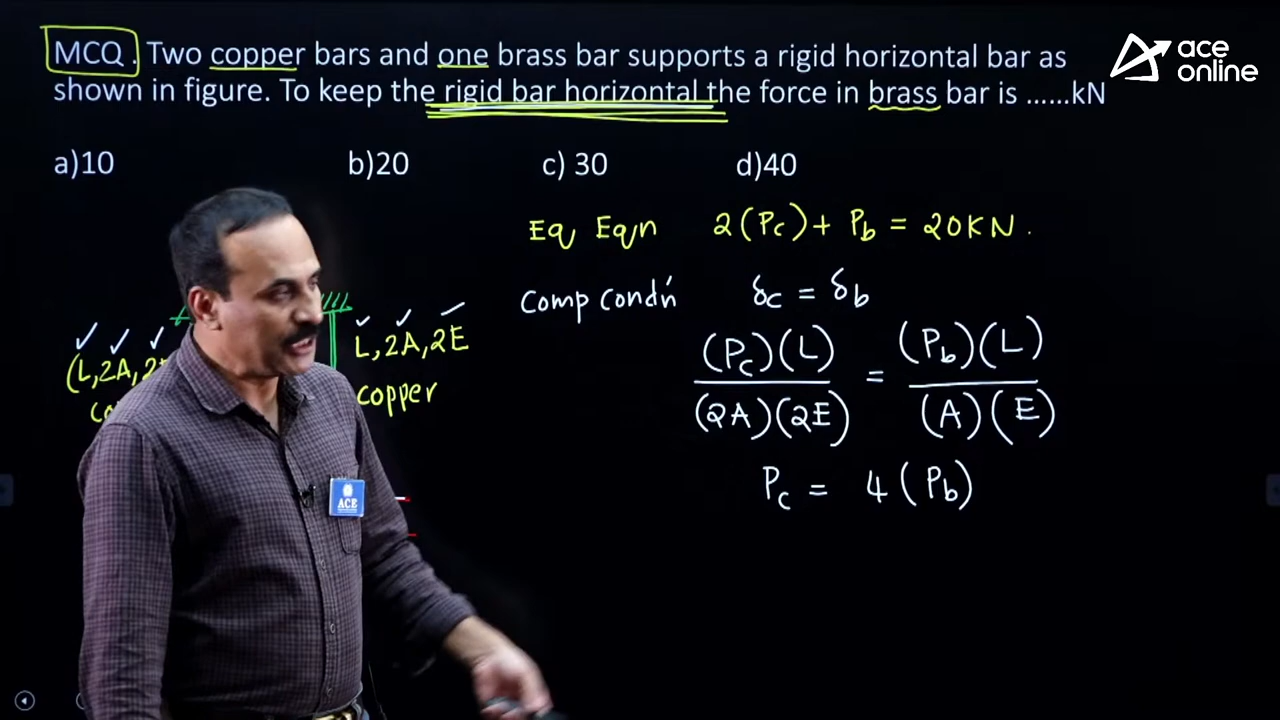 MCQ. Two copper bars and one brass bar supports a rigid horizontal bar as
shown in figure. To keep the rigid bar horizontal the force in brass bar is ......kN
ace
online
a)10 b)20 c) 30 d)40
Eq Eqn 2(Pc) + Pb = 20KN.
Comp condn δc = δb
(L, 2A, 2
L, 2A, 2E
copper
(Pc)(L) / (2A)(2E) = (Pb)(L) / (A)(E)
Pc = 4(Pb)
ACE